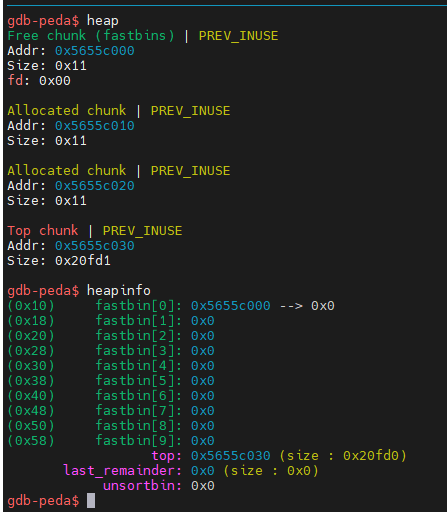 gdb-peda$ heap
Free chunk (fastbins) | PREV_INUSE
Addr: 0x5655c000
Size: 0x11
fd: 0x00
Allocated chunk | PREV_INUSE
Addr: 0x5655c010
Size: 0x11
Allocated chunk | PREV_INUSE
Addr: 0x5655c020
Size: 0x11
Top chunk | PREV_INUSE
Addr: 0x5655c030
Size: 0x20fd1
gdb-peda$ heapinfo
(0x10)     fastbin[0]: 0x5655c000 --> 0x0
(0x18)     fastbin[1]: 0x0
(0x20)     fastbin[2]: 0x0
(0x28)     fastbin[3]: 0x0
(0x30)     fastbin[4]: 0x0
(0x38)     fastbin[5]: 0x0
(0x40)     fastbin[6]: 0x0
(0x48)     fastbin[7]: 0x0
(0x50)     fastbin[8]: 0x0
(0x58)     fastbin[9]: 0x0
top: 0x5655c030 (size : 0x20fd0)
last_remainder: 0x0 (size : 0x0)
unsortbin: 0x0
gdb-peda$